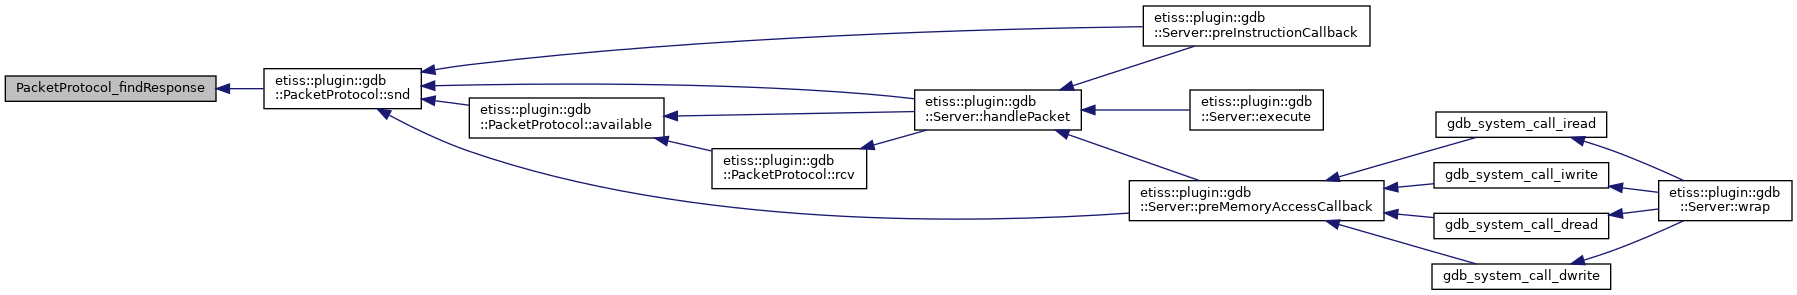 PacketProtocol_findResponse
etiss::plugin::gdb
::PacketProtocol::snd
etiss::plugin::gdb
::PacketProtocol::available
etiss::plugin::gdb
::PacketProtocol::rcv
etiss::plugin::gdb
::Server::handlePacket
etiss::plugin::gdb
::Server::preInstructionCallback
etiss::plugin::gdb
::Server::execute
etiss::plugin::gdb
::Server::preMemoryAccessCallback
gdb_system_call_iread
gdb_system_call_iwrite
gdb_system_call_dread
gdb_system_call_dwrite
etiss::plugin::gdb
::Server::wrap